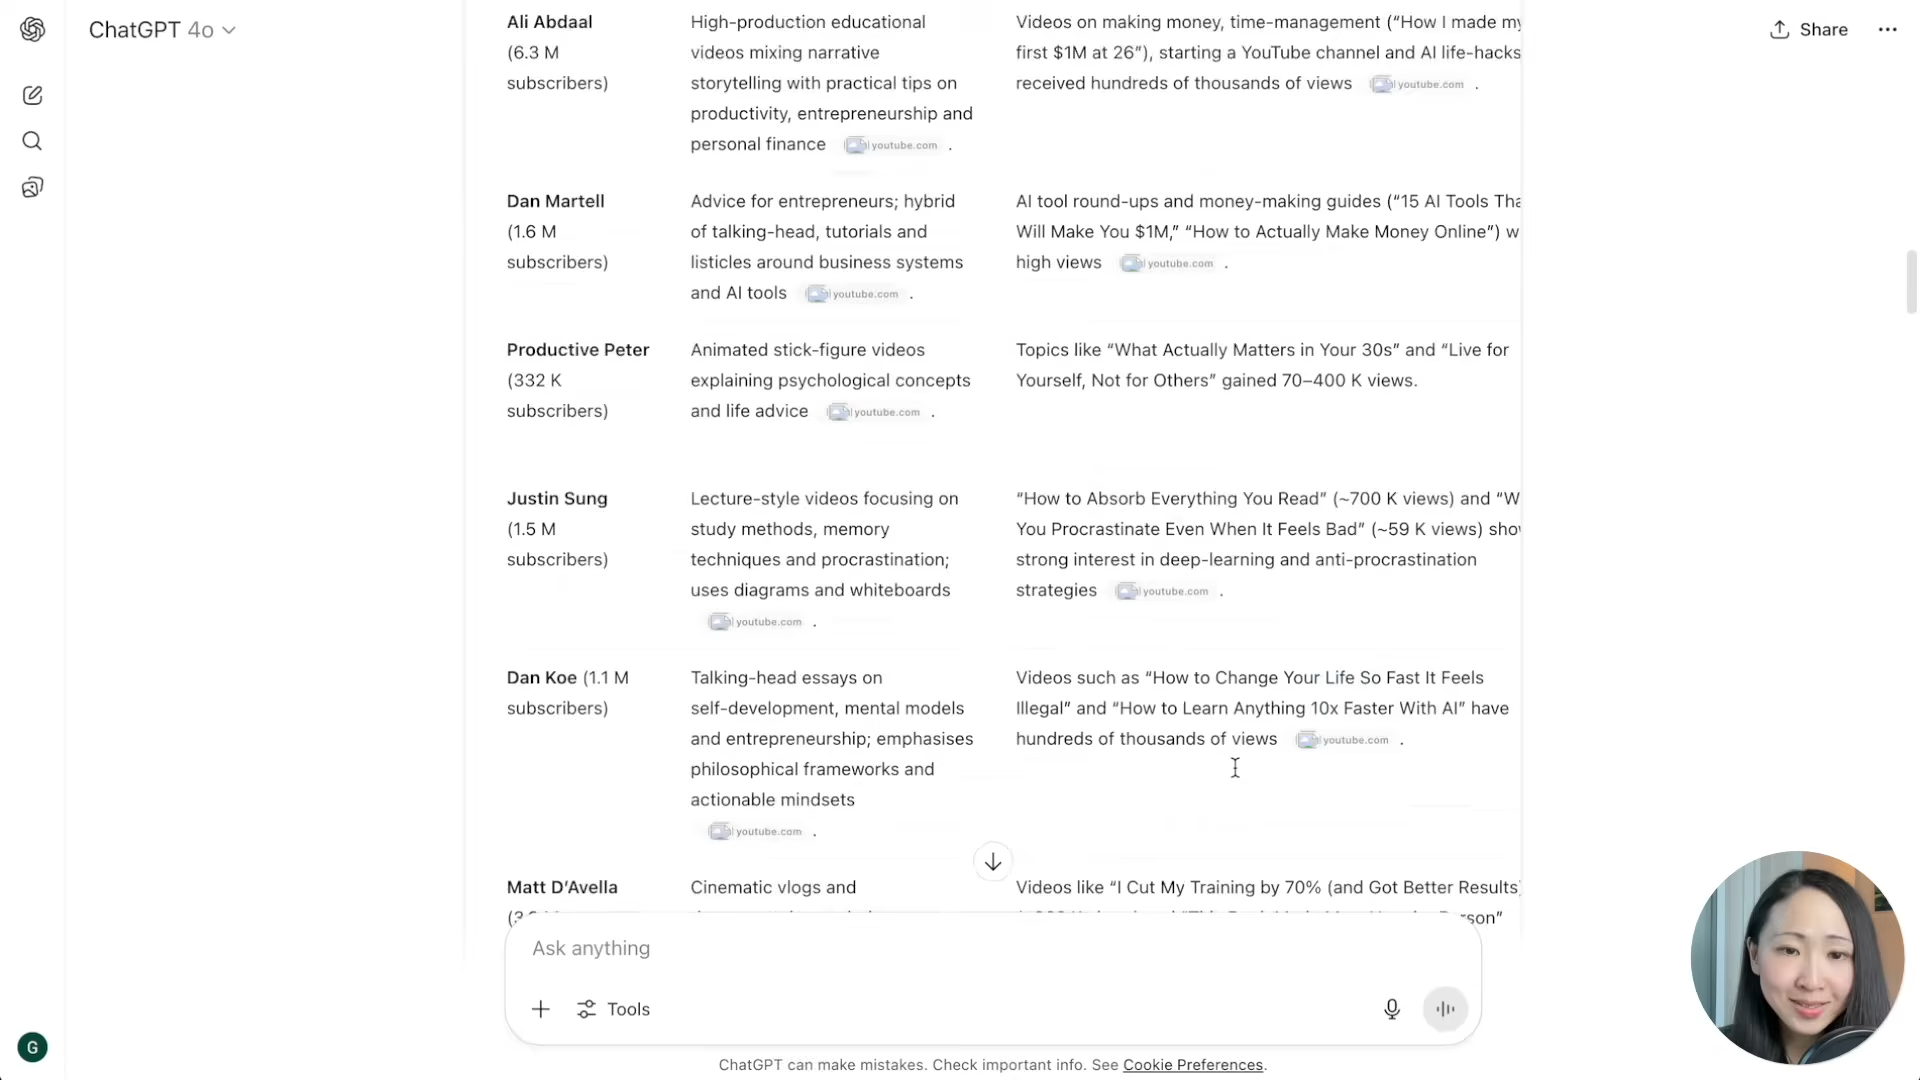 ChatGPT 4o
Share
Ali Abdaal
(6.3 M
subscribers)
High-production educational
videos mixing narrative
storytelling with practical tips on
productivity, entrepreneurship and
personal finance youtube.com .
Videos on making money, time-management (“How I made my
first $1M at 26”), starting a YouTube channel and AI life-hacks
received hundreds of thousands of views youtube.com .
Dan Martell
(1.6 M
subscribers)
Advice for entrepreneurs; hybrid
of talking-head, tutorials and
listicles around business systems
and AI tools youtube.com .
AI tool round-ups and money-making guides (“15 AI Tools
Will Make You $1M,” “How to Actually Make Money Online”)
high views youtube.com .
Productive Peter
(332 K
subscribers)
Animated stick-figure videos
explaining psychological concepts
and life advice youtube.com .
Topics like “What Actually Matters in Your 30s” and “Live for
Yourself, Not for Others” gained 70–400 K views.
Justin Sung
(1.5 M
subscribers)
Lecture-style videos focusing on
study methods, memory
techniques and procrastination;
uses diagrams and whiteboards
youtube.com .
“How to Absorb Everything You Read” (~700 K views) and
You Procrastinate Even When It Feels Bad” (~59 K views)
strong interest in deep-learning and anti-procrastination
strategies youtube.com .
Dan Koe (1.1 M
subscribers)
Talking-head essays on
self-development, mental models
and entrepreneurship; emphasises
philosophical frameworks and
actionable mindsets
youtube.com .
Videos such as “How to Change Your Life So Fast It Feels
Illegal” and “How to Learn Anything 10x Faster With AI” have
hundreds of thousands of views youtube.com .
Matt D’Avella
Cinematic vlogs and
Videos like “I Cut My Training by 70% (and Got Better Results)
Ask anything
Tools
G
ChatGPT can make mistakes. Check important info. See Cookie Preferences.